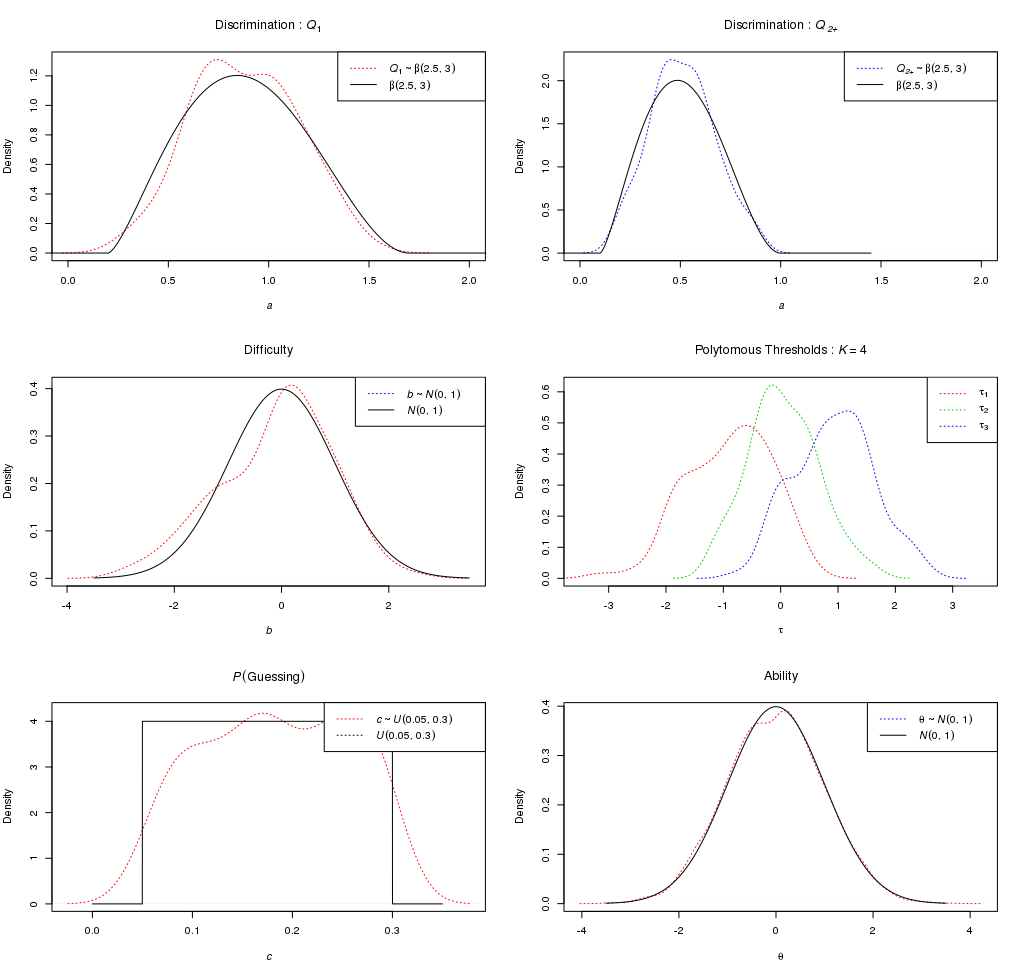 Discrimination : Q1
Density
0.0 0.2 0.4 0.6 0.8 1.0 1.2
Q1 ~ β(2.5, 3)
β(2.5, 3)
0.0 0.5 1.0 1.5 2.0
a
Discrimination : Q2+
Density
0.0 0.5 1.0 1.5 2.0
Q2+ ~ β(2.5, 3)
β(2.5, 3)
0.0 0.5 1.0 1.5 2.0
a
Difficulty
Density
0.0 0.1 0.2 0.3 0.4
b ~ N(0, 1)
N(0, 1)
-4 -2 0 2
b
Polytomous Thresholds : K = 4
Density
0.0 0.1 0.2 0.3 0.4 0.5 0.6
τ1
τ2
τ3
-3 -2 -1 0 1 2 3
τ
P(Guessing)
Density
0 1 2 3 4
c ~ U(0.05, 0.3)
U(0.05, 0.3)
0.0 0.1 0.2 0.3
c
Ability
Density
0.0 0.1 0.2 0.3 0.4
θ ~ N(0, 1)
N(0, 1)
-4 -2 0 2 4
θ